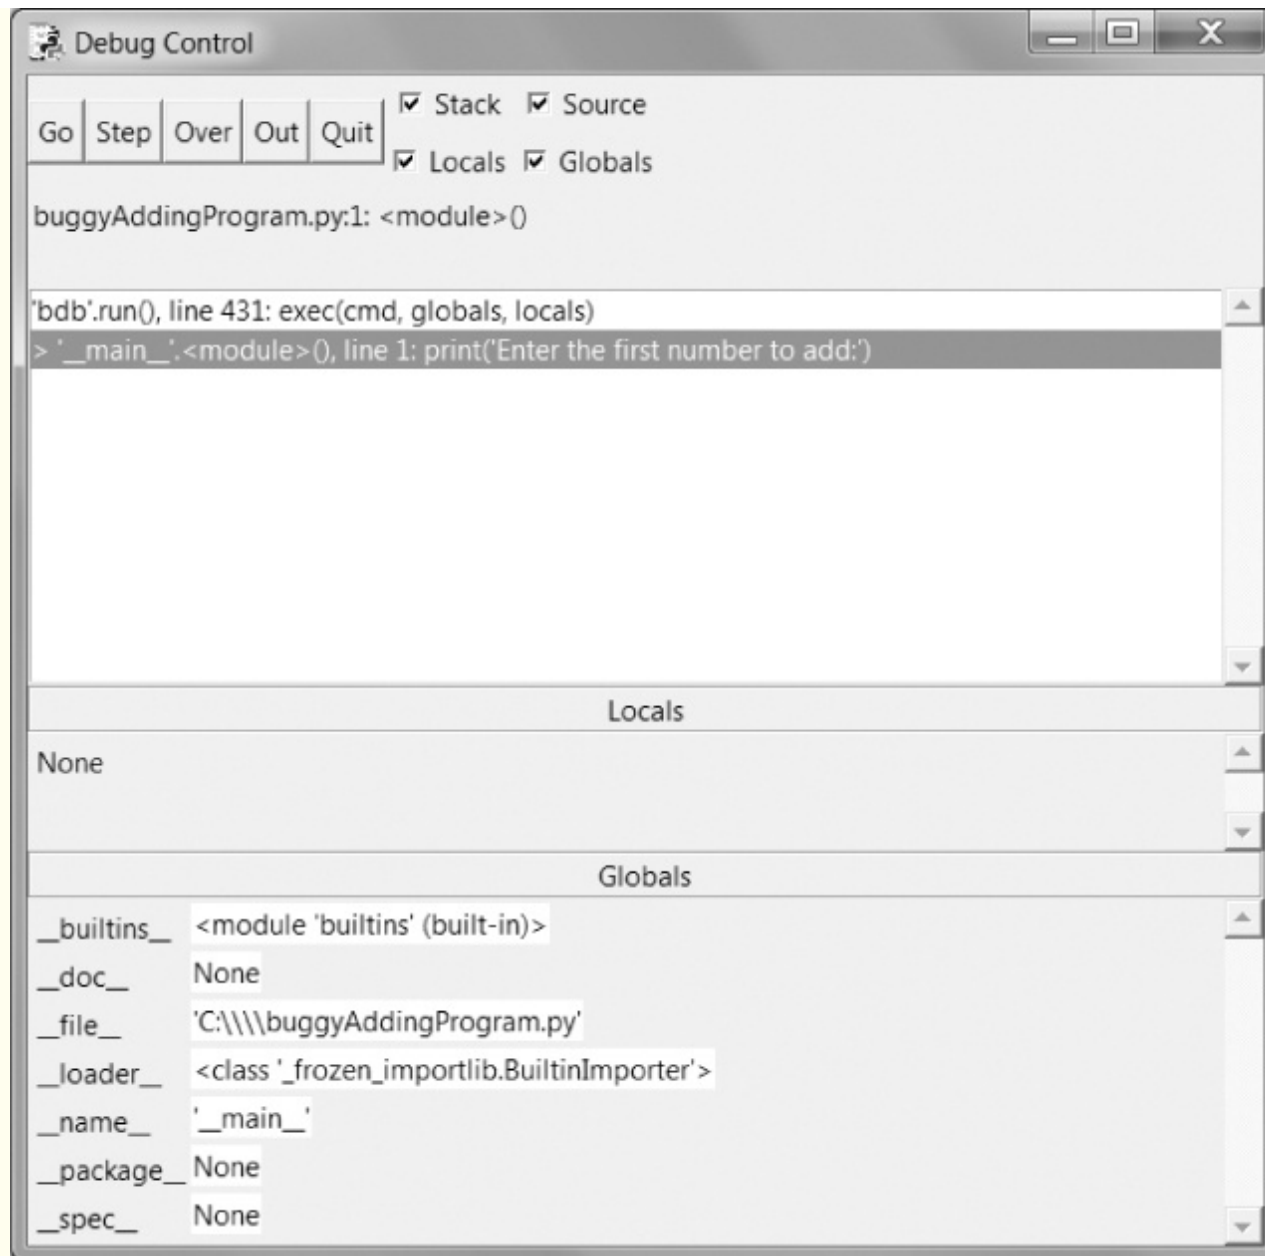 Debug Control
Go Step Over Out Quit
Stack Source
Locals Globals
buggyAddingProgram.py:1: <module>()
'bdb'.run(), line 431: exec(cmd, globals, locals)
> '__main__'.<module>(), line 1: print('Enter the first number to add:')
Locals
None
Globals
__builtins__ <module 'builtins' (built-in)>
__doc__ None
__file__ 'C:\\\\buggyAddingProgram.py'
__loader__ <class '_frozen_importlib.BuiltinImporter'>
__name__ '__main__'
__package__ None
__spec__ None